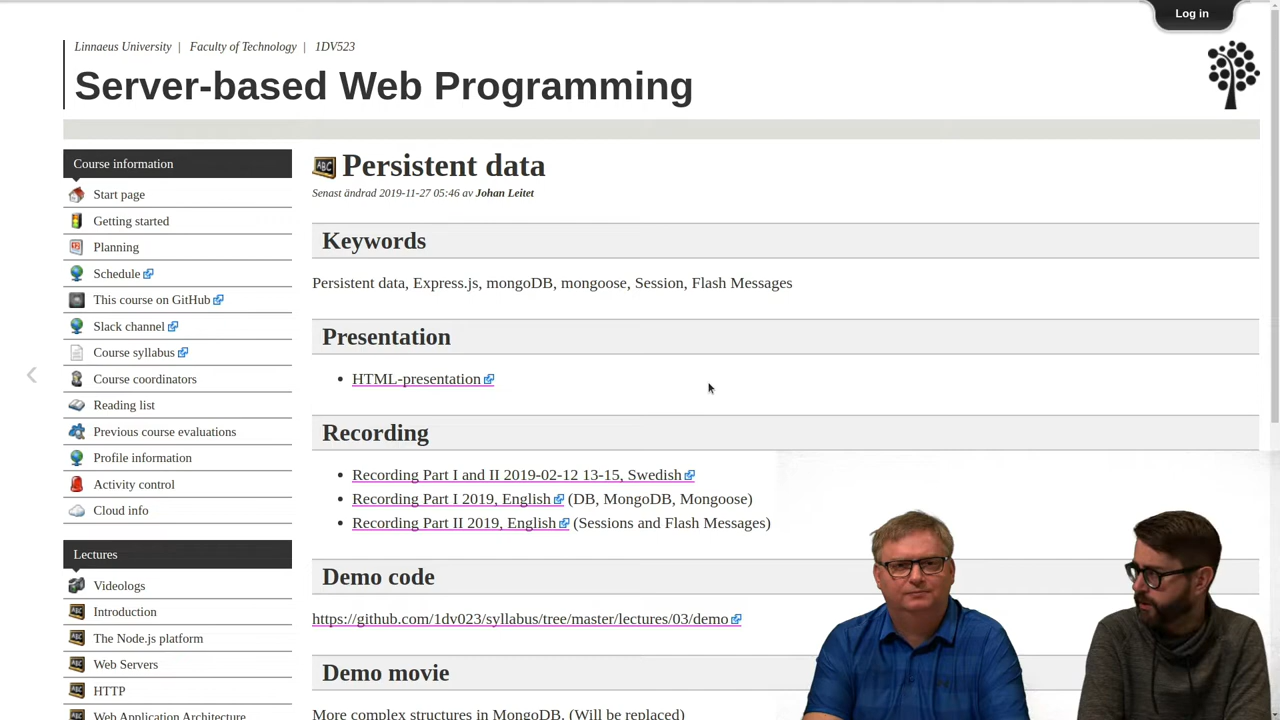 Log in
Linnaeus University | Faculty of Technology | 1DV523
Server-based Web Programming
Course information
Start page
Getting started
Planning
Schedule
This course on GitHub
Slack channel
Course syllabus
Course coordinators
Reading list
Previous course evaluations
Profile information
Activity control
Cloud info
Lectures
Videologs
Introduction
The Node.js platform
Web Servers
HTTP
Web Application Architecture
ABC Persistent data
Senast ändrad 2019-11-27 05:46 av Johan Leitet
Keywords
Persistent data, Express.js, mongoDB, mongoose, Session, Flash Messages
Presentation
• HTML-presentation
Recording
• Recording Part I and II 2019-02-12 13-15, Swedish
• Recording Part I 2019, English (DB, MongoDB, Mongoose)
• Recording Part II 2019, English (Sessions and Flash Messages)
Demo code
https://github.com/1dv023/syllabus/tree/master/lectures/03/demo
Demo movie
More complex structures in MongoDB. (Will be replaced)